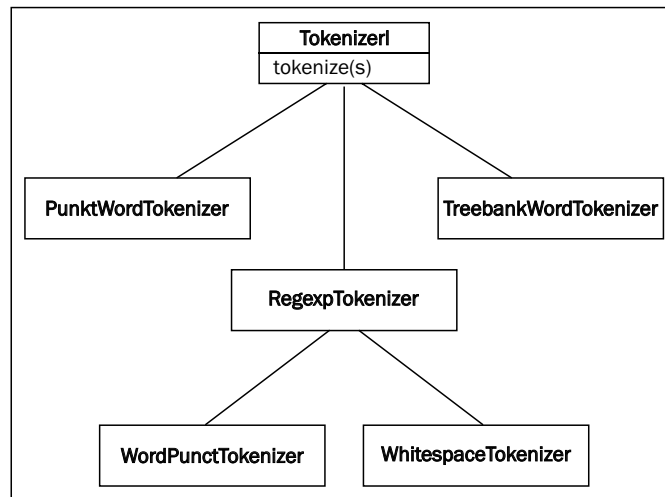 TokenizerI
tokenize(s)
PunktWordTokenizer
TreebankWordTokenizer
RegexpTokenizer
WordPunctTokenizer
WhitespaceTokenizer